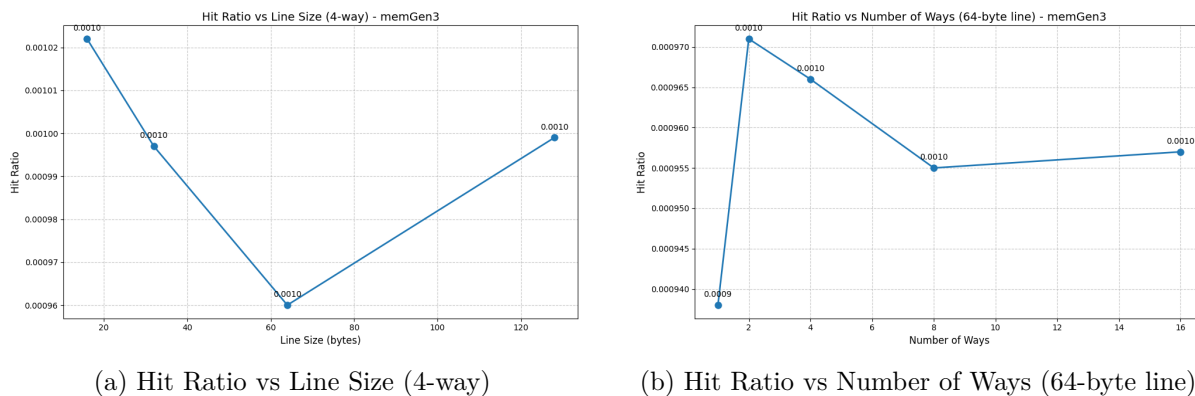 Hit Ratio vs Line Size (4-way) - memGen3
0.0010
0.00102
0.00101
0.0010
0.0010
0.00100
0.00099
0.00098
0.00097
0.0010
0.00096
Hit Ratio
20 40 60 80 100 120
Line Size (bytes)
(a) Hit Ratio vs Line Size (4-way)
Hit Ratio vs Number of Ways (64-byte line) - memGen3
0.0010
0.000970
0.0010
0.000965
0.000960
0.0010
0.0010
0.000955
0.000950
0.000945
0.0009
0.000940
Hit Ratio
2 4 6 8 10 12 14 16
Number of Ways
(b) Hit Ratio vs Number of Ways (64-byte line)